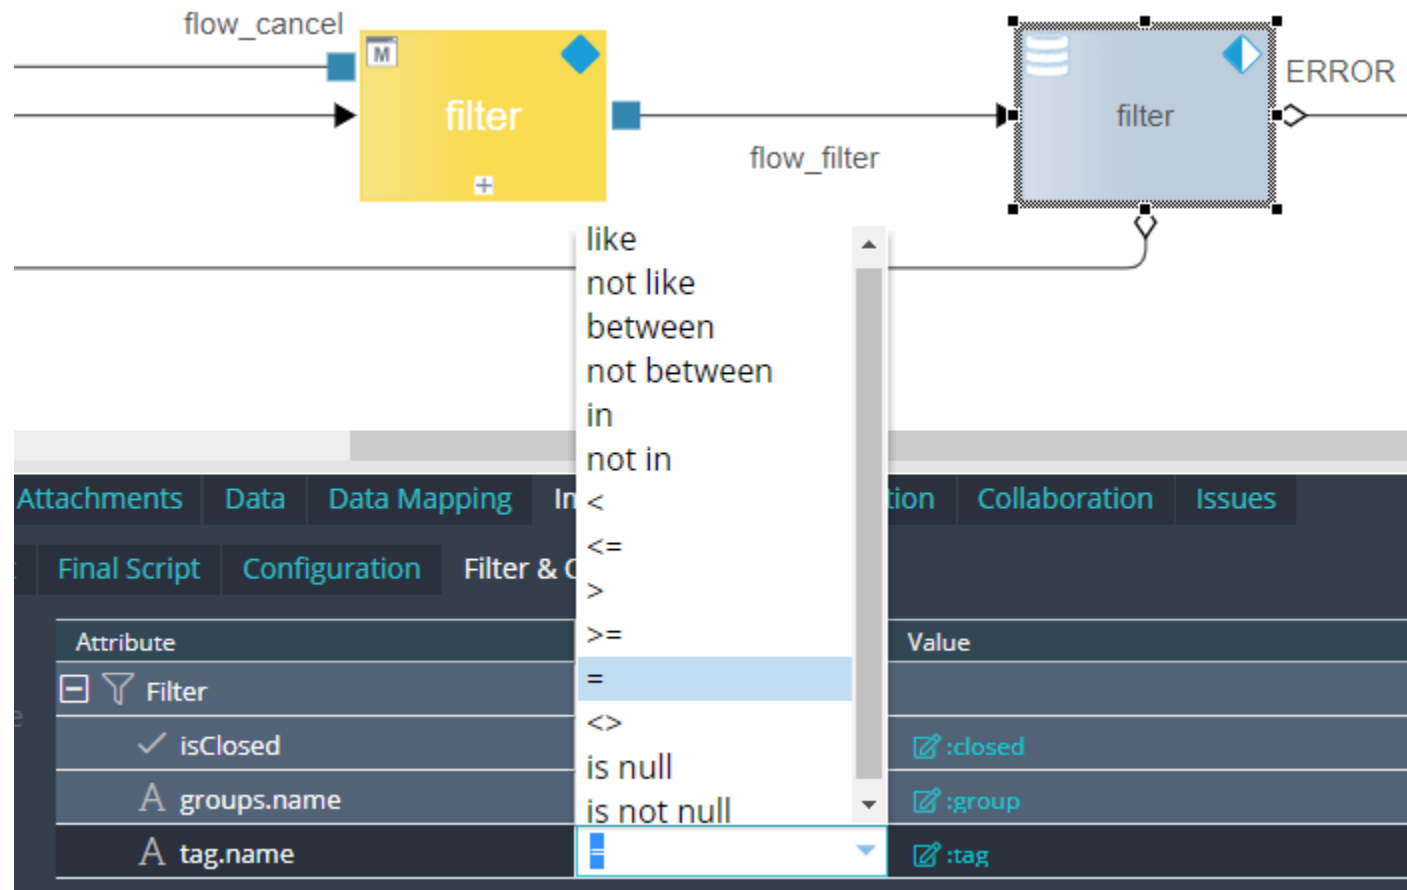 flow_cancel
M
filter
flow_filter
filter
ERROR
like
not like
between
not between
in
not in
<
<=
>
>=
=
<>
is null
is not null
Attachments Data Data Mapping Collaboration Issues
Final Script Configuration Filter &
Attribute Value
Filter
isClosed :closed
A groups.name :group
A tag.name = :tag